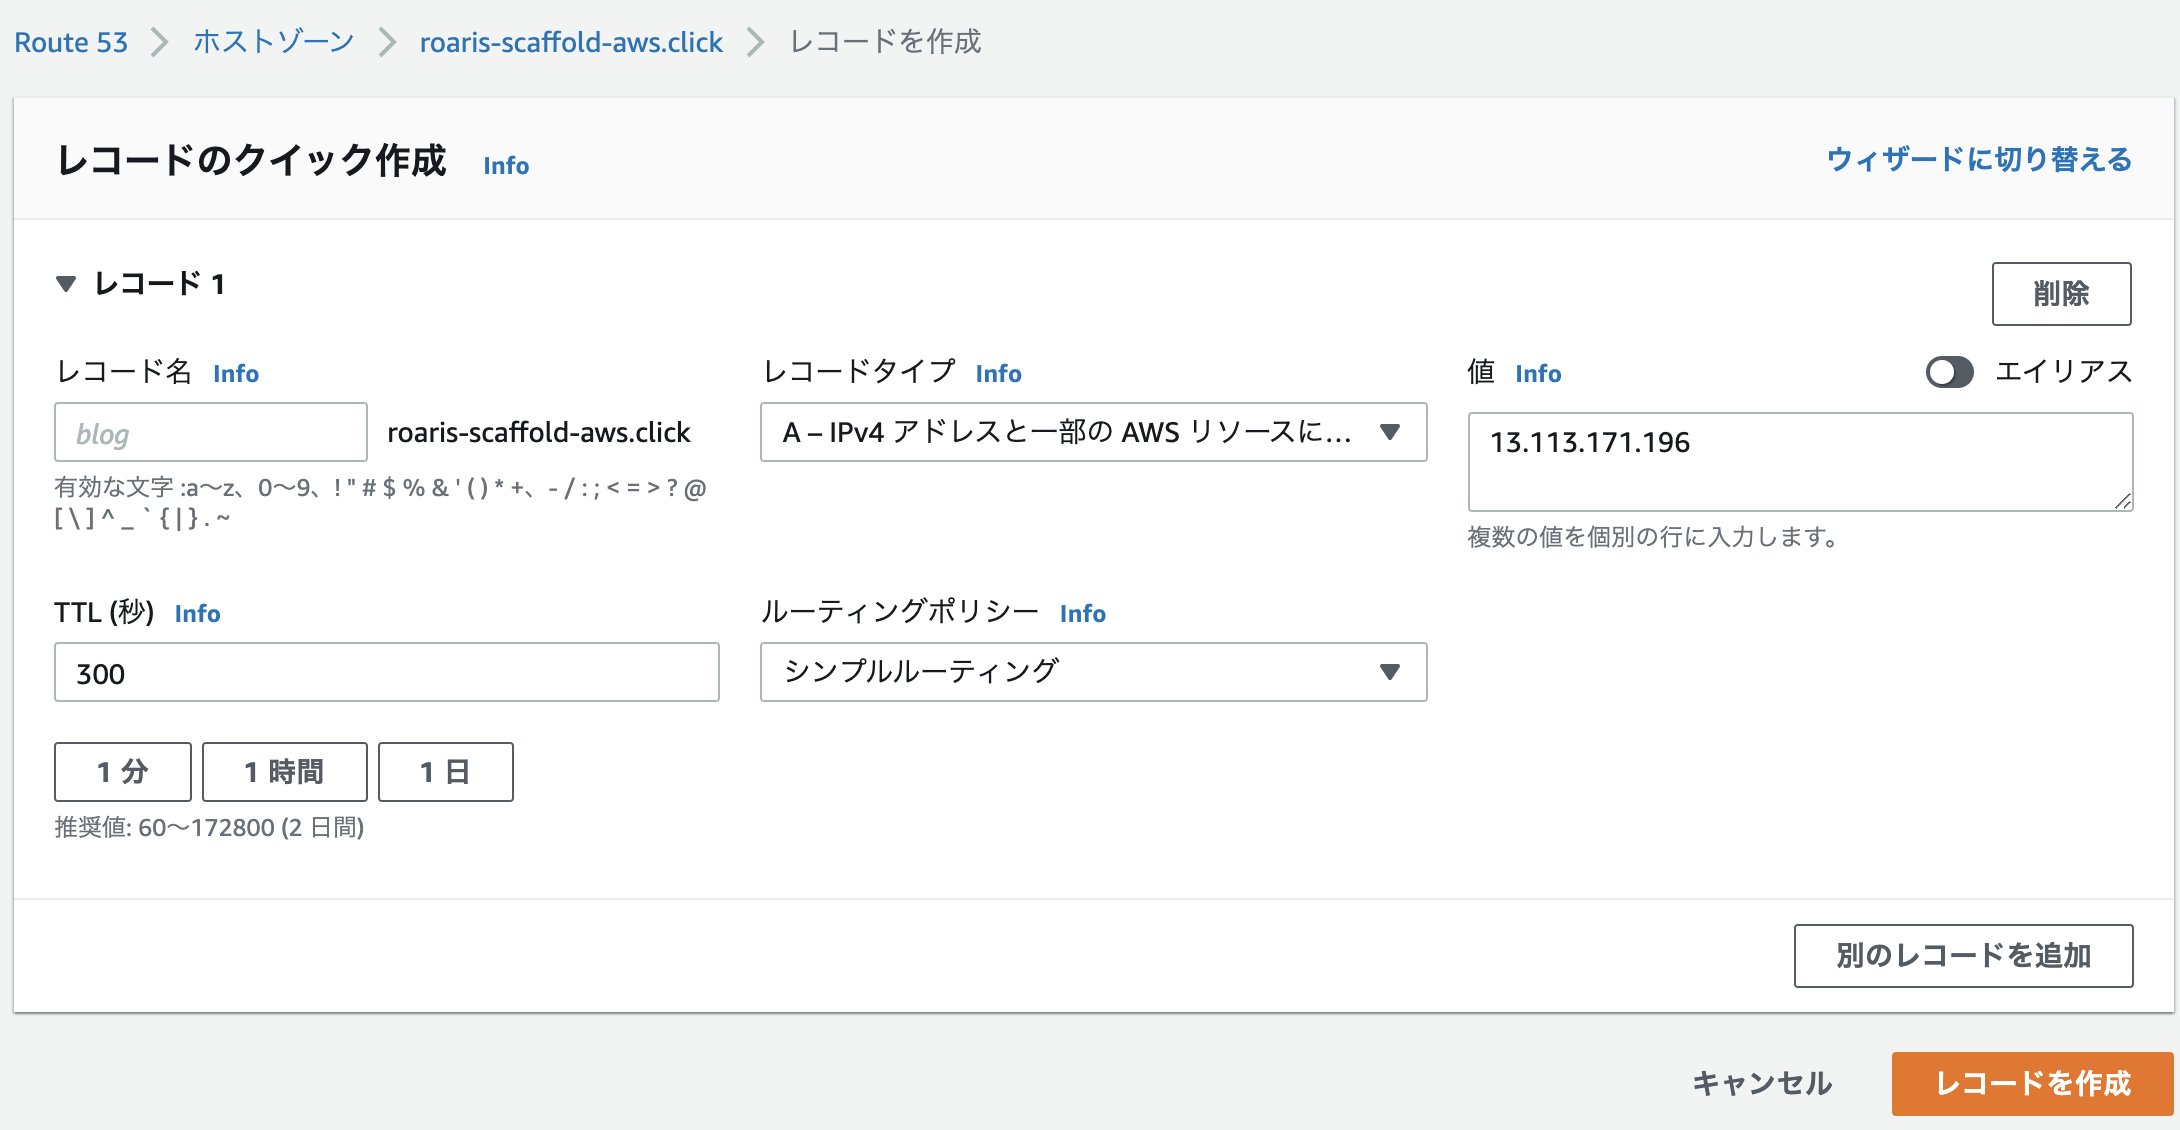 Route 53 > ホストゾーン > roaris-scaffold-aws.click > レコードを作成
レコードのクイック作成 Info
ウィザードに切り替える
▼ レコード 1
削除
レコード名 Info
blog
roaris-scaffold-aws.click
有効な文字 :a〜z、0〜9、! " # $ % & ' ( ) * +、- / : ; < = > ? @
[ \ ] ^ _ ` { | } . ~
レコードタイプ Info
A – IPv4 アドレスと一部の AWS リソースに...
値 Info
エイリアス
13.113.171.196
複数の値を個別の行に入力します。
TTL (秒) Info
300
1 分 1 時間 1 日
推奨値: 60〜172800 (2 日間)
ルーティングポリシー Info
シンプルルーティング
別のレコードを追加
キャンセル
レコードを作成